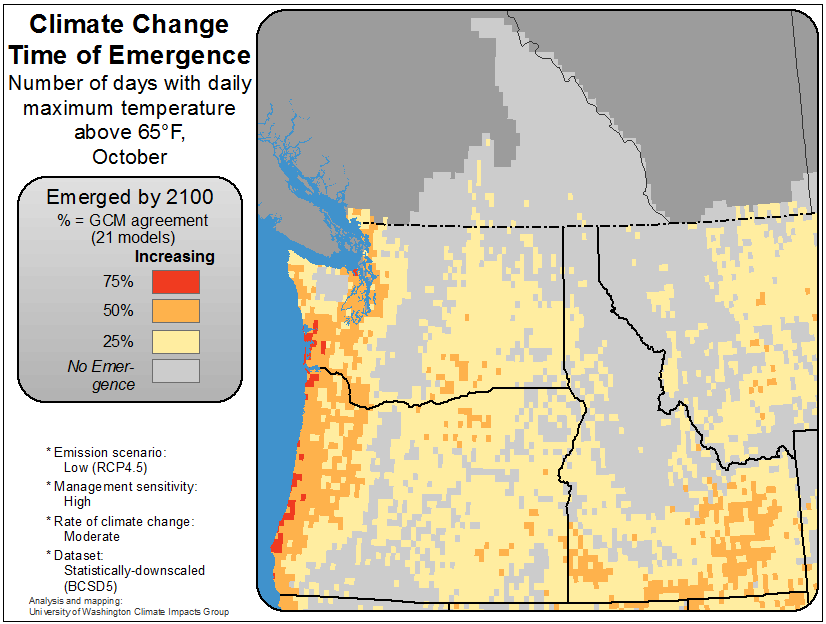 Climate Change
Time of Emergence
Number of days with daily
maximum temperature
above 65°F,
October
Emerged by 2100
% = GCM agreement
(21 models)
Increasing
75%
50%
25%
No Emer-
gence
* Emission scenario:
Low (RCP4.5)
* Management sensitivity:
High
* Rate of climate change:
Moderate
* Dataset:
Statistically-downscaled
(BCSD5)
Analysis and mapping:
University of Washington Climate Impacts Group